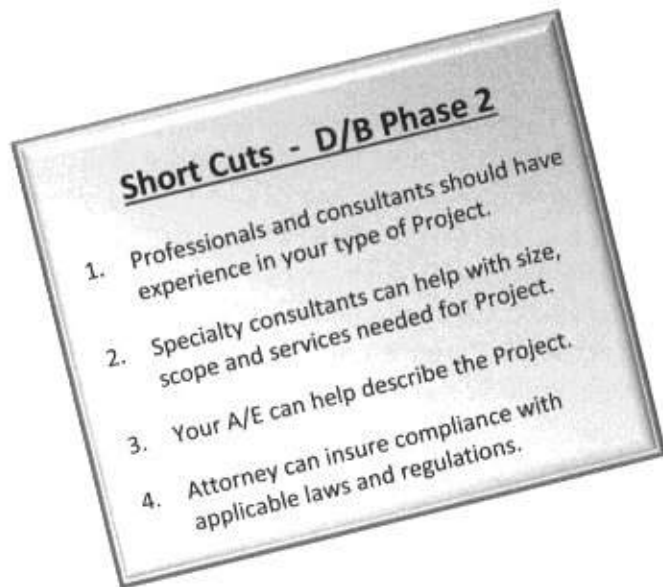 Short Cuts - D/B Phase 2
1. Professionals and consultants should have
experience in your type of Project.
2. Specialty consultants can help with size,
scope and services needed for Project.
3. Your A/E can help describe the Project.
4. Attorney can insure compliance with
applicable laws and regulations.